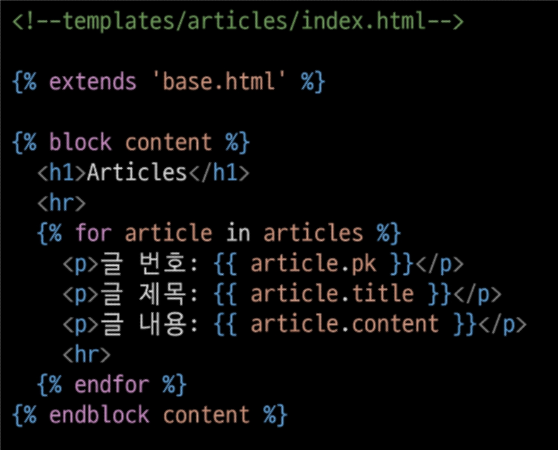 <!--templates/articles/index.html-->
{% extends 'base.html' %}
{% block content %}
<h1>Articles</h1>
<hr>
{% for article in articles %}
<p>글 번호: {{ article.pk }}</p>
<p>글 제목: {{ article.title }}</p>
<p>글 내용: {{ article.content }}</p>
<hr>
{% endfor %}
{% endblock content %}